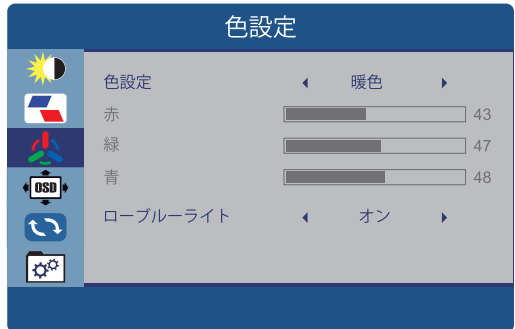 色設定
色設定 暖色
赤 43
緑 47
青 48
OSD
ローブルーライト オン